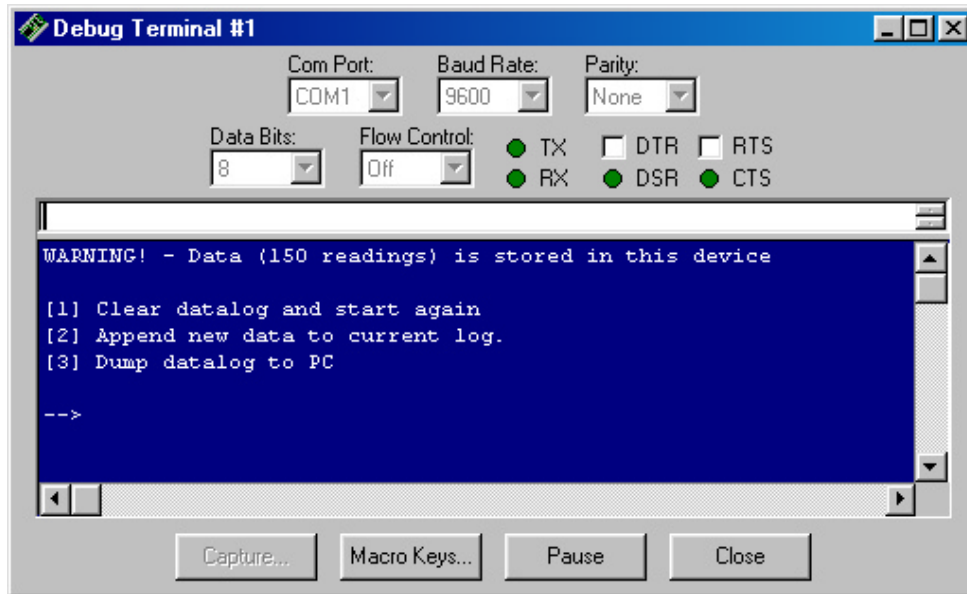 Debug Terminal #1
Com Port: Baud Rate: Parity:
COM1 9600 None
Data Bits: Flow Control: TX DTR RTS
8 Off RX DSR CTS
WARNING! - Data (150 readings) is stored in this device
[1] Clear datalog and start again
[2] Append new data to current log.
[3] Dump datalog to PC
-->
Capture... Macro Keys... Pause Close